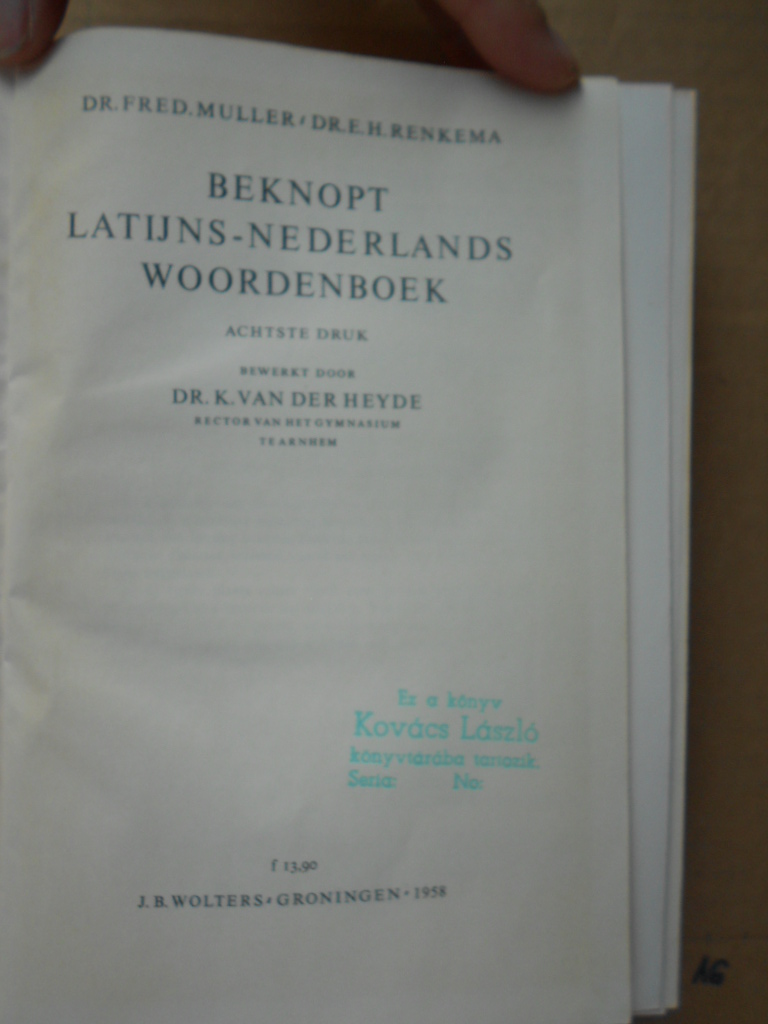 DR. FRED. MULLER • DR. E. H. RENKEMA
BEKNOPT
LATIJNS-NEDERLANDS
WOORDENBOEK
ACHTSTE DRUK
BEWERKT DOOR
DR. K. VAN DER HEYDE
RECTOR VAN HET GYMNASIUM
TE ARNHEM
Ez a könyv
Kovács László
könyvtárába tartozik.
Seria: No:
f 13,90
J. B. WOLTERS • GRONINGEN • 1958